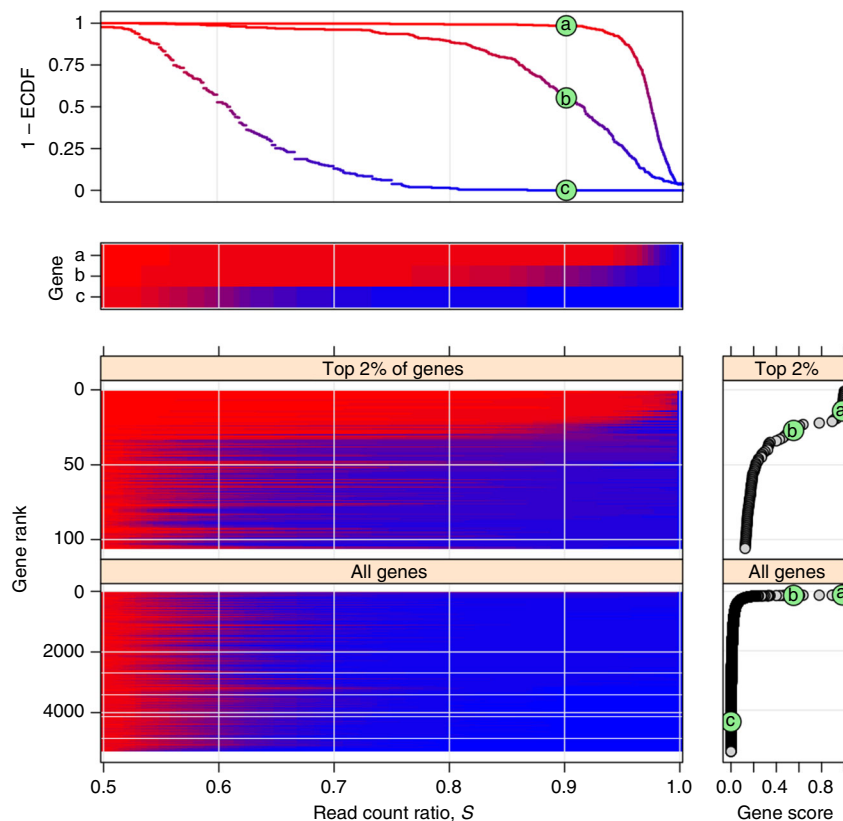 1 – ECDF
1
0.75
0.5
0.25
0
a
b
c
Gene
a
b
c
Top 2% of genes
Top 2%
Gene rank
0
50
100
a
b
All genes
All genes
0
2000
4000
b
a
c
0.5
0.6
0.7
0.8
0.9
1.0
0.0
0.4
0.8
Read count ratio, S
Gene score